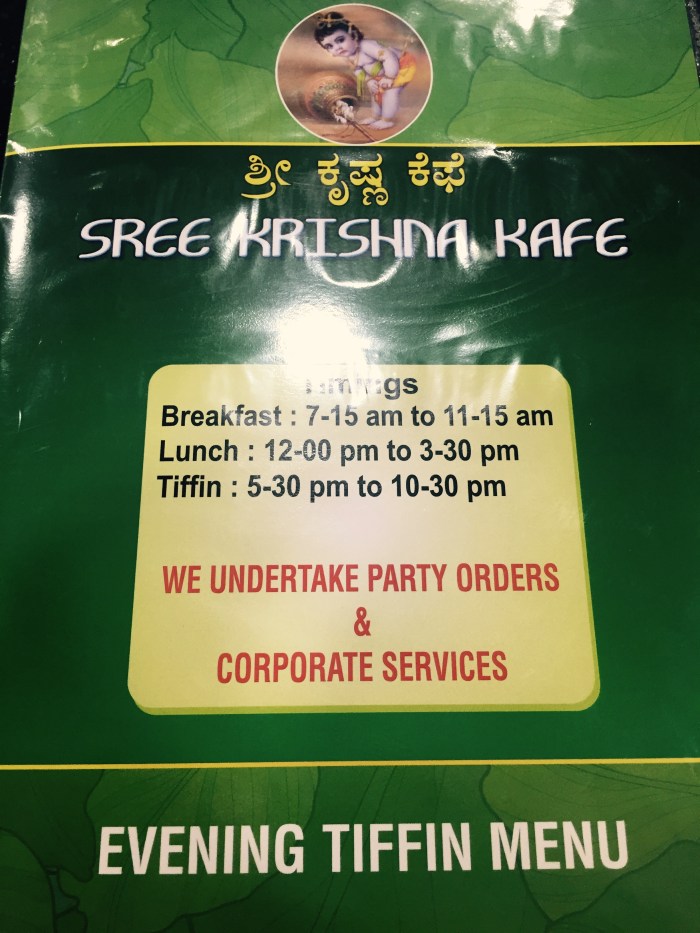 ಶ್ರೀ ಕೃಷ್ಣ ಕೆಫೆ
SREE KRISHNA KAFE
Timings
Breakfast : 7-15 am to 11-15 am
Lunch : 12-00 pm to 3-30 pm
Tiffin : 5-30 pm to 10-30 pm
WE UNDERTAKE PARTY ORDERS
&
CORPORATE SERVICES
EVENING TIFFIN MENU